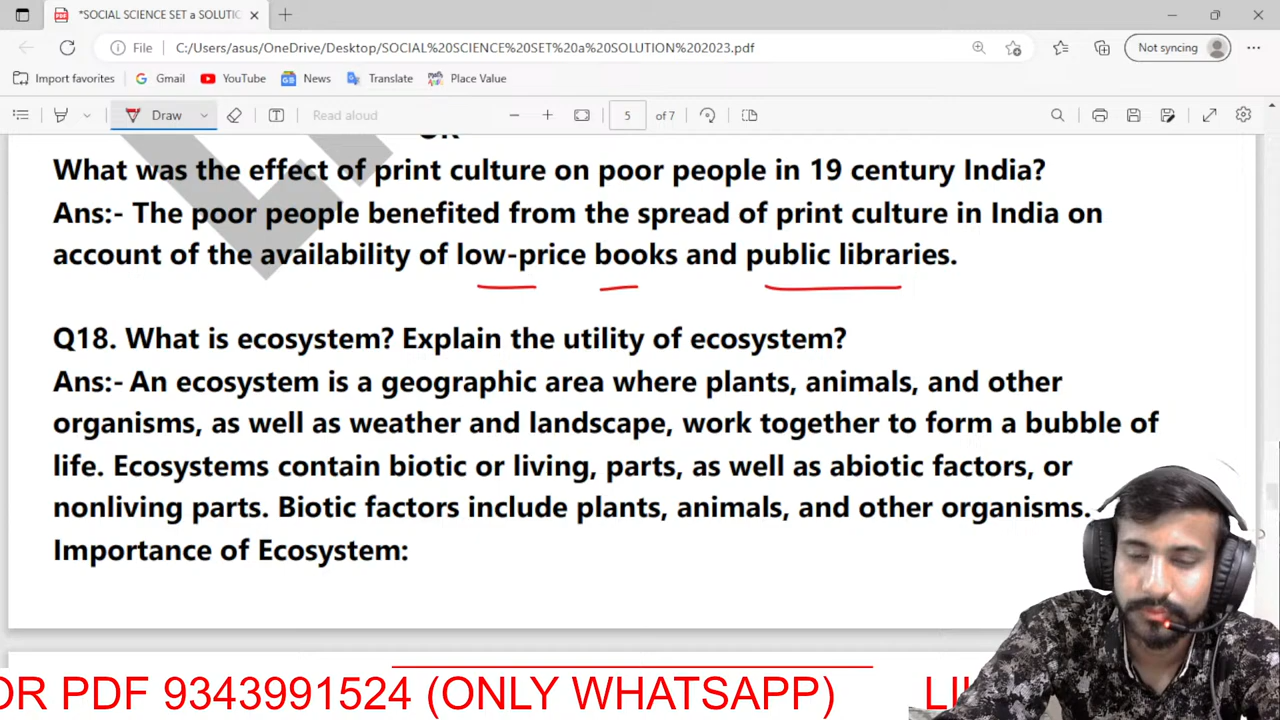 *SOCIAL SCIENCE SET a SOLUTIC
File C:/Users/asus/OneDrive/Desktop/SOCIAL%20SCIENCE%20SET%20a%20SOLUTION%202023.pdf Not syncing
Import favorites Gmail YouTube News Translate Place Value
Draw Read aloud 5 of 7
OR
What was the effect of print culture on poor people in 19 century India?
Ans:- The poor people benefited from the spread of print culture in India on
account of the availability of low-price books and public libraries.
Q18. What is ecosystem? Explain the utility of ecosystem?
Ans:- An ecosystem is a geographic area where plants, animals, and other
organisms, as well as weather and landscape, work together to form a bubble of
life. Ecosystems contain biotic or living, parts, as well as abiotic factors, or
nonliving parts. Biotic factors include plants, animals, and other organisms.
Importance of Ecosystem:
OR PDF 9343991524 (ONLY WHATSAPP)